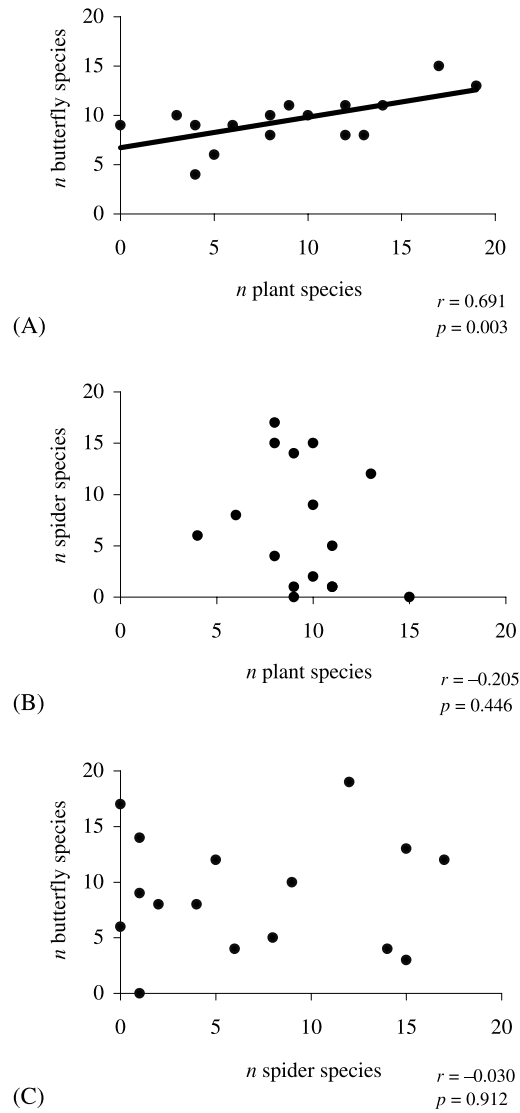 20
15
10
5
0
n butterfly species
0 5 10 15 20
n plant species
r = 0.691
p = 0.003
(A)
20
15
10
5
0
n spider species
0 5 10 15 20
n plant species
r = –0.205
p = 0.446
(B)
20
15
10
5
0
n butterfly species
0 5 10 15 20
n spider species
r = –0.030
p = 0.912
(C)